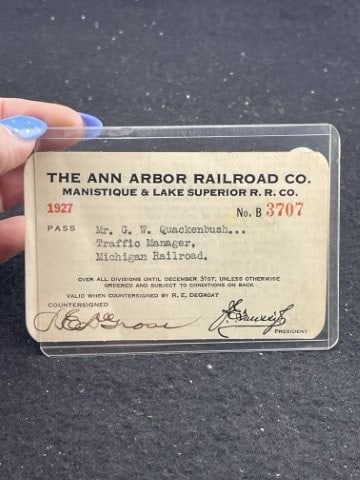 THE ANN ARBOR RAILROAD CO.
MANISTIQUE & LAKE SUPERIOR R. R. CO.
1927 No. B 3707
PASS Mr. G. W. Quackenbush...
Traffic Manager,
Michigan Railroad.
OVER ALL DIVISIONS UNTIL DECEMBER 31ST, UNLESS OTHERWISE
ORDERED AND SUBJECT TO CONDITIONS ON BACK
VALID WHEN COUNTERSIGNED BY R. E. DEGROAT
COUNTERSIGNED
PRESIDENT